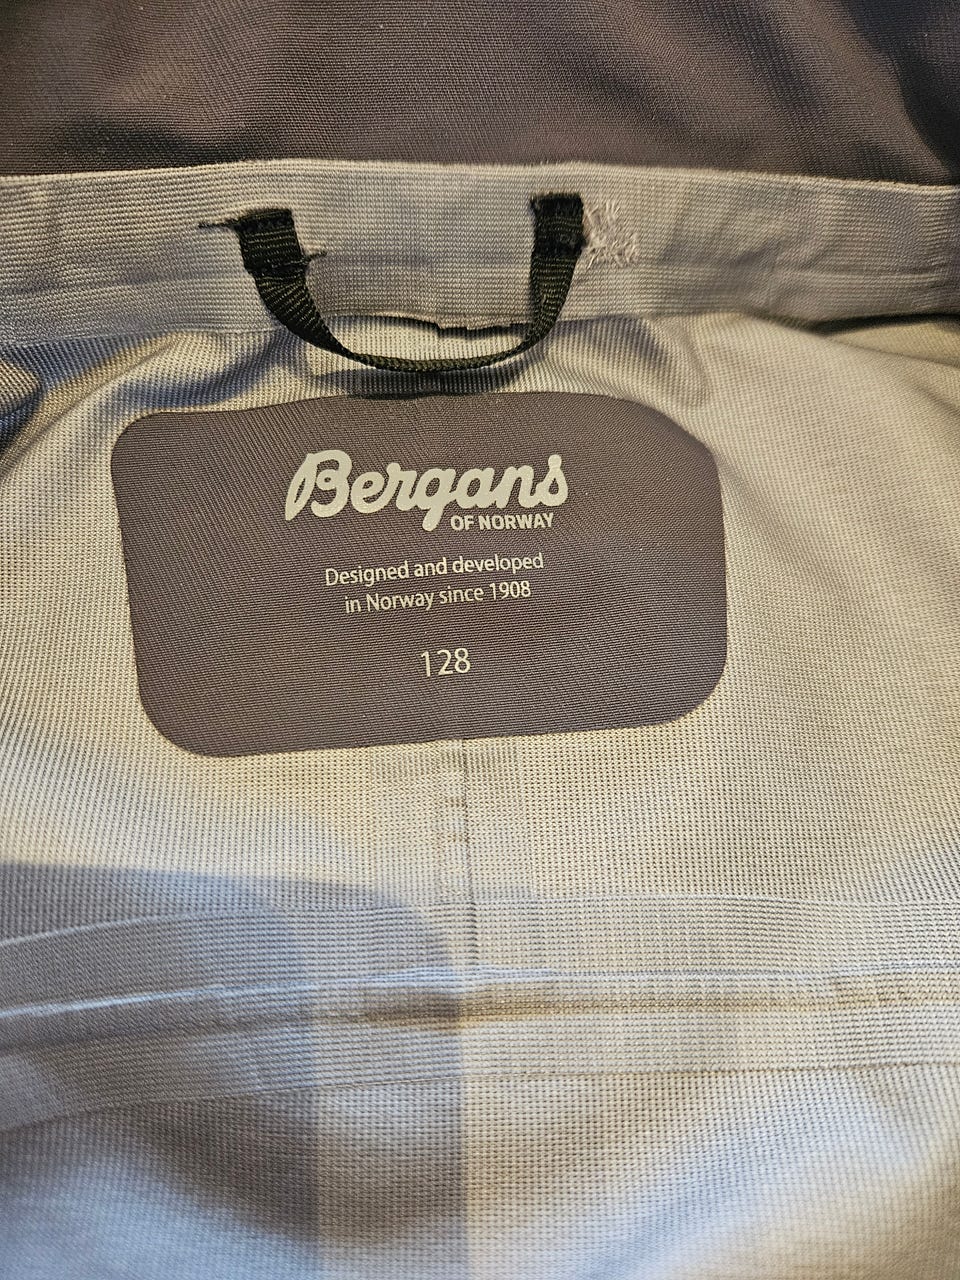 Bergans
OF NORWAY
Designed and developed
in Norway since 1908
128